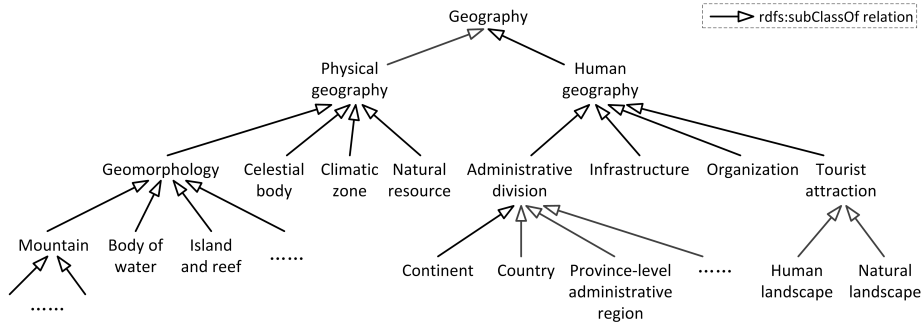 Geography
rdfs:subClassOf relation
Physical
geography
Human
geography
Geomorphology
Celestial
body
Climatic
zone
Natural
resource
Administrative
division
Infrastructure
Organization
Tourist
attraction
Mountain
Body of
water
Island
and reef
......
Continent
Country
Province-level
administrative
region
......
Human
landscape
Natural
landscape
......